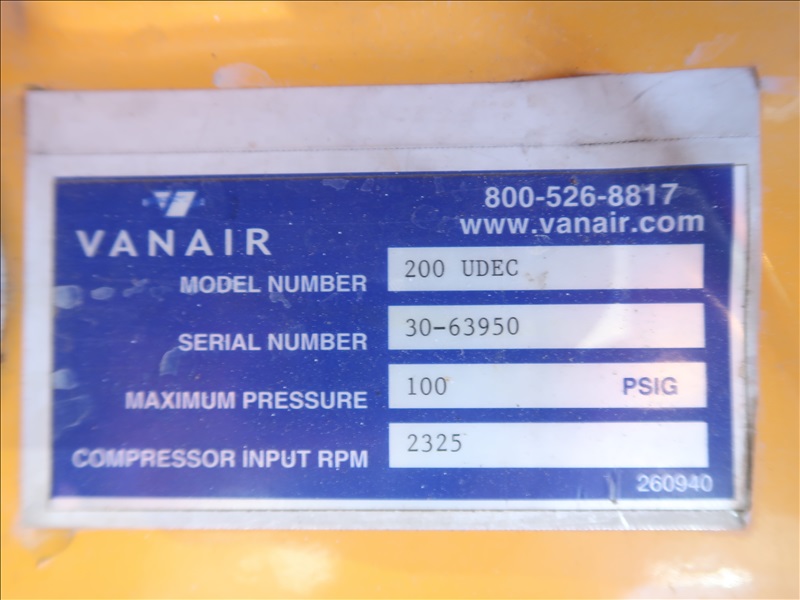 800-526-8817
www.vanair.com
VANAIR
MODEL NUMBER 200 UDEC
SERIAL NUMBER 30-63950
MAXIMUM PRESSURE 100 PSIG
COMPRESSOR INPUT RPM 2325
260940